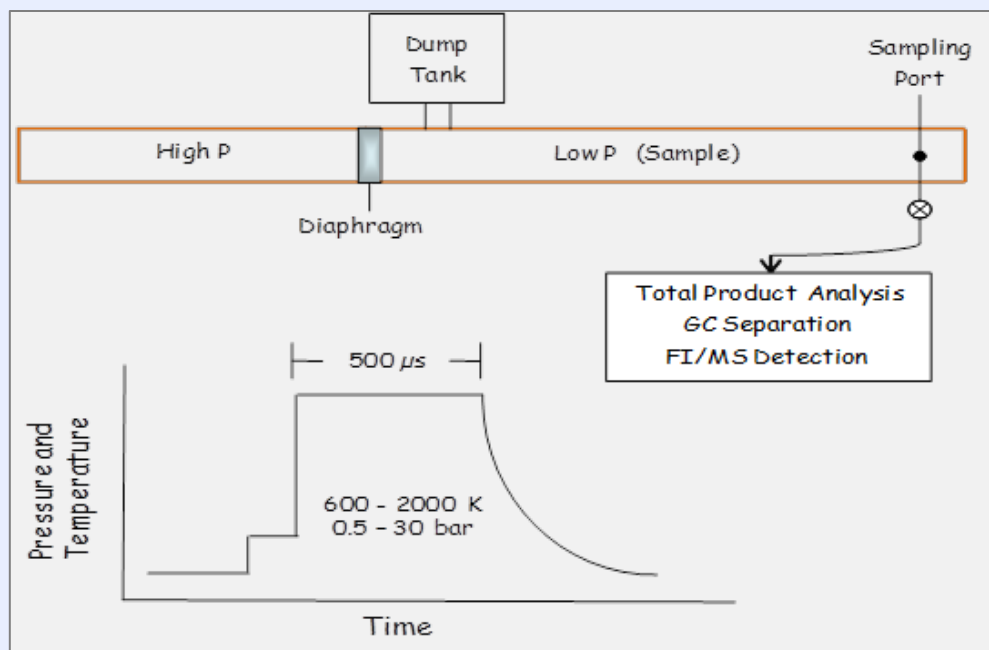 Dump
Tank
Sampling
Port
High P
Low P (Sample)
Diaphragm
Total Product Analysis
GC Separation
FI/MS Detection
500 µs
Pressure and
Temperature
600 - 2000 K
0.5 - 30 bar
Time